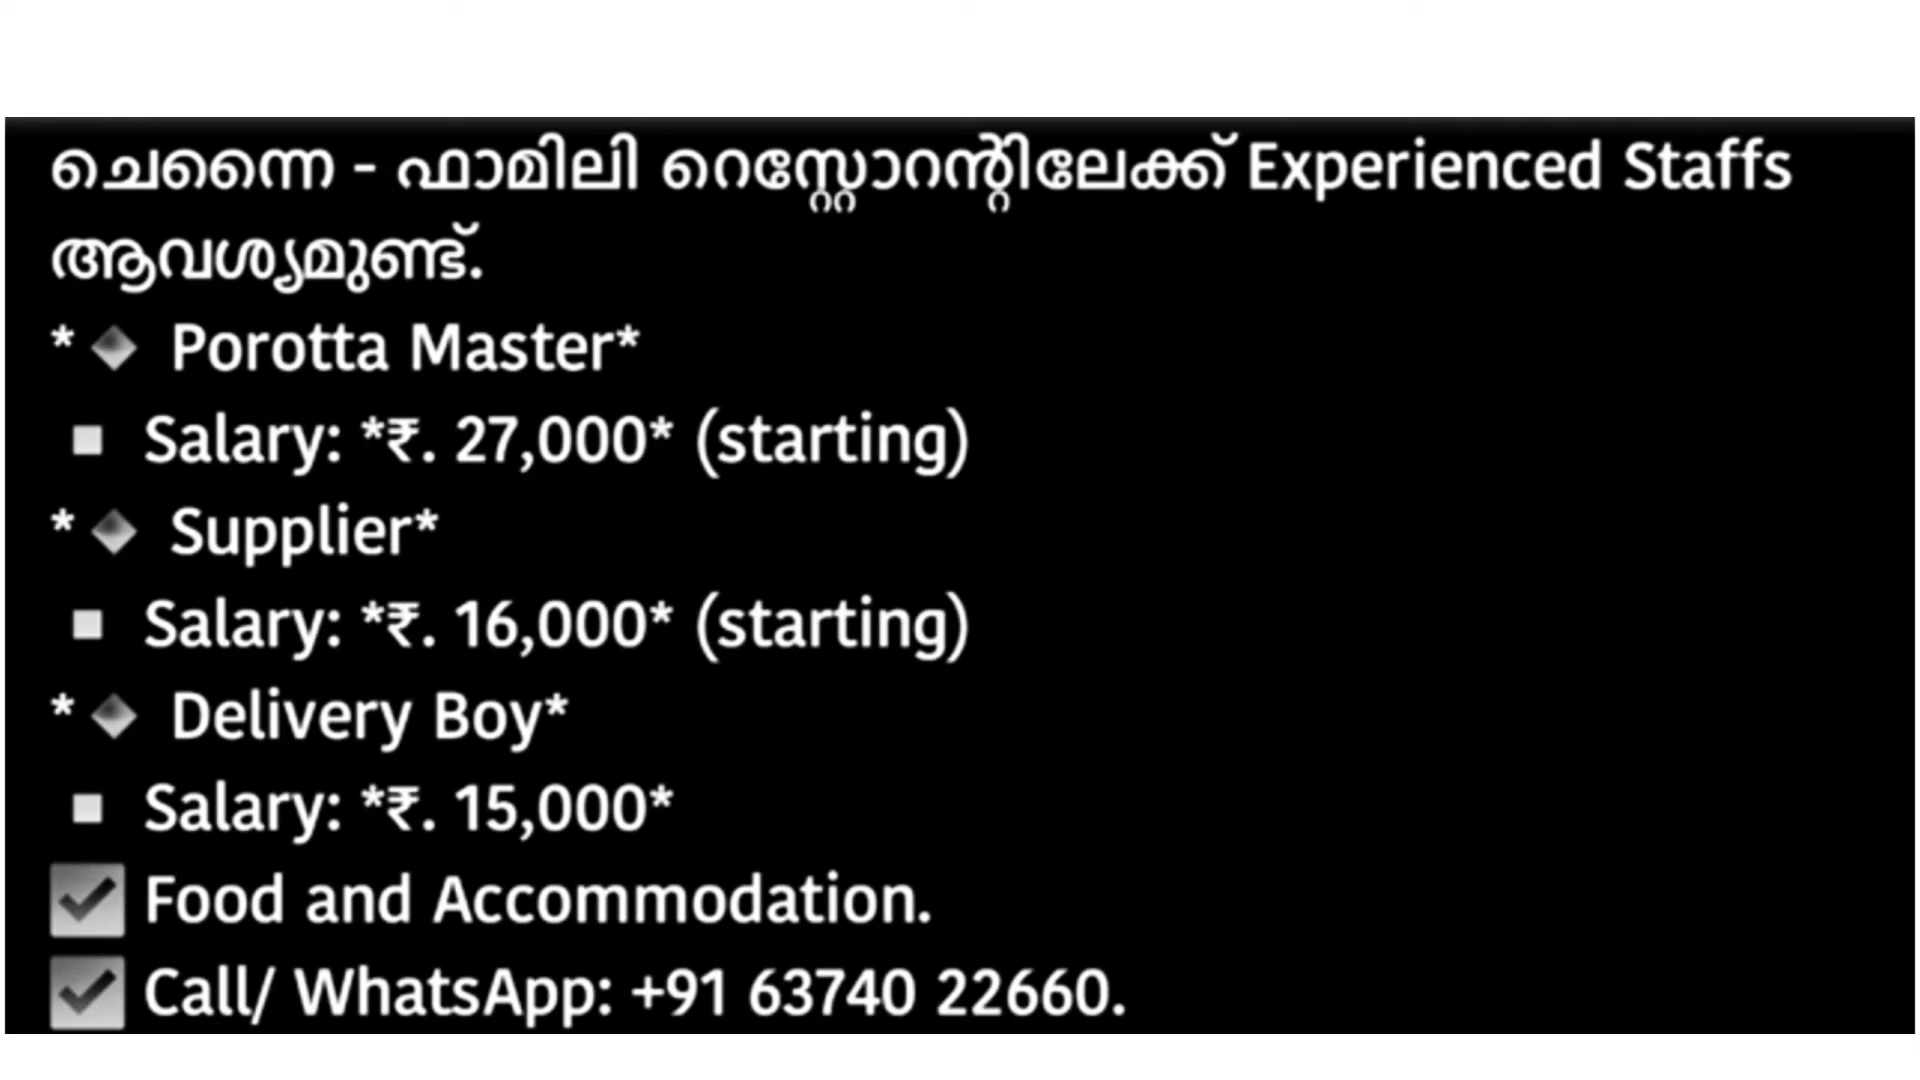 ചെന്നൈ - ഫാമിലി റെസ്റ്റോറന്റിലേക്ക് Experienced Staffs
ആവശ്യമുണ്ട്.
*🔸 Porotta Master*
▫️ Salary: *₹. 27,000* (starting)
*🔸 Supplier*
▫️ Salary: *₹. 16,000* (starting)
*🔸 Delivery Boy*
▫️ Salary: *₹. 15,000*
✅ Food and Accommodation.
✅ Call/ WhatsApp: +91 63740 22660.